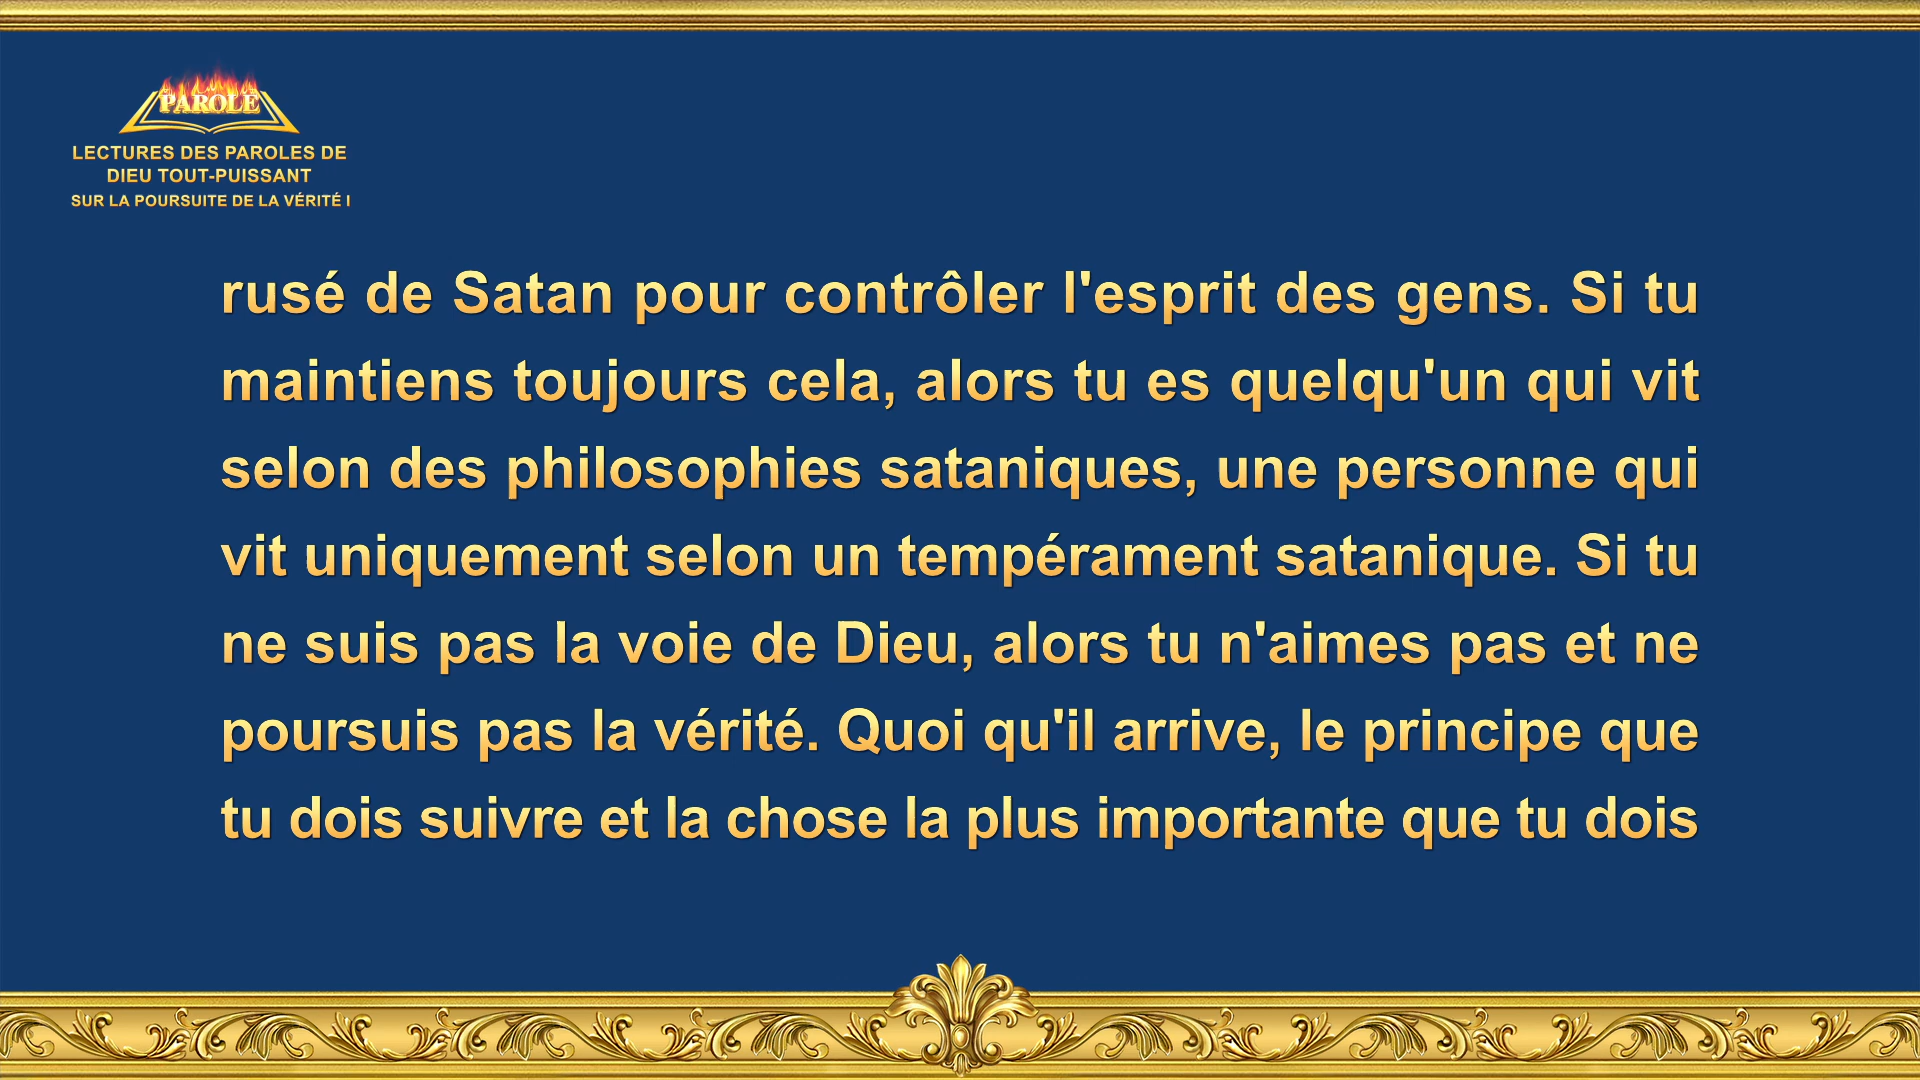 PAROLE
LECTURES DES PAROLES DE
DIEU TOUT-PUISSANT
SUR LA POURSUITE DE LA VÉRITÉ I
rusé de Satan pour contrôler l'esprit des gens. Si tu
maintiens toujours cela, alors tu es quelqu'un qui vit
selon des philosophies sataniques, une personne qui
vit uniquement selon un tempérament satanique. Si tu
ne suis pas la voie de Dieu, alors tu n'aimes pas et ne
poursuis pas la vérité. Quoi qu'il arrive, le principe que
tu dois suivre et la chose la plus importante que tu dois